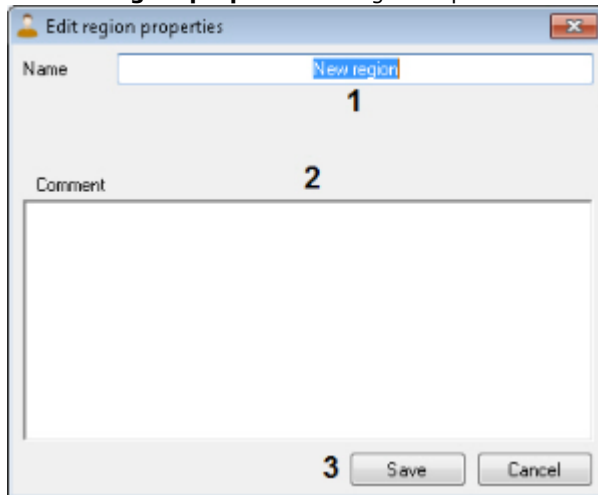 Edit region properties
Name New region
1
2
Comment
3 Save Cancel